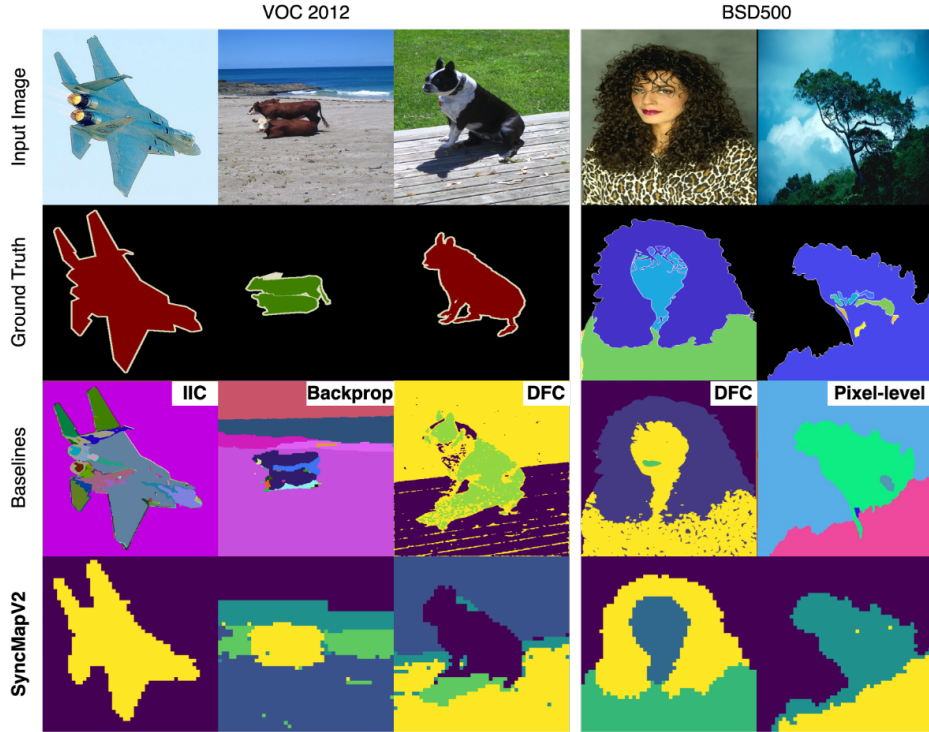 VOC 2012
BSD500
Input Image
Ground Truth
Baselines
IIC
Backprop
DFC
DFC
Pixel-level
SyncMapV2